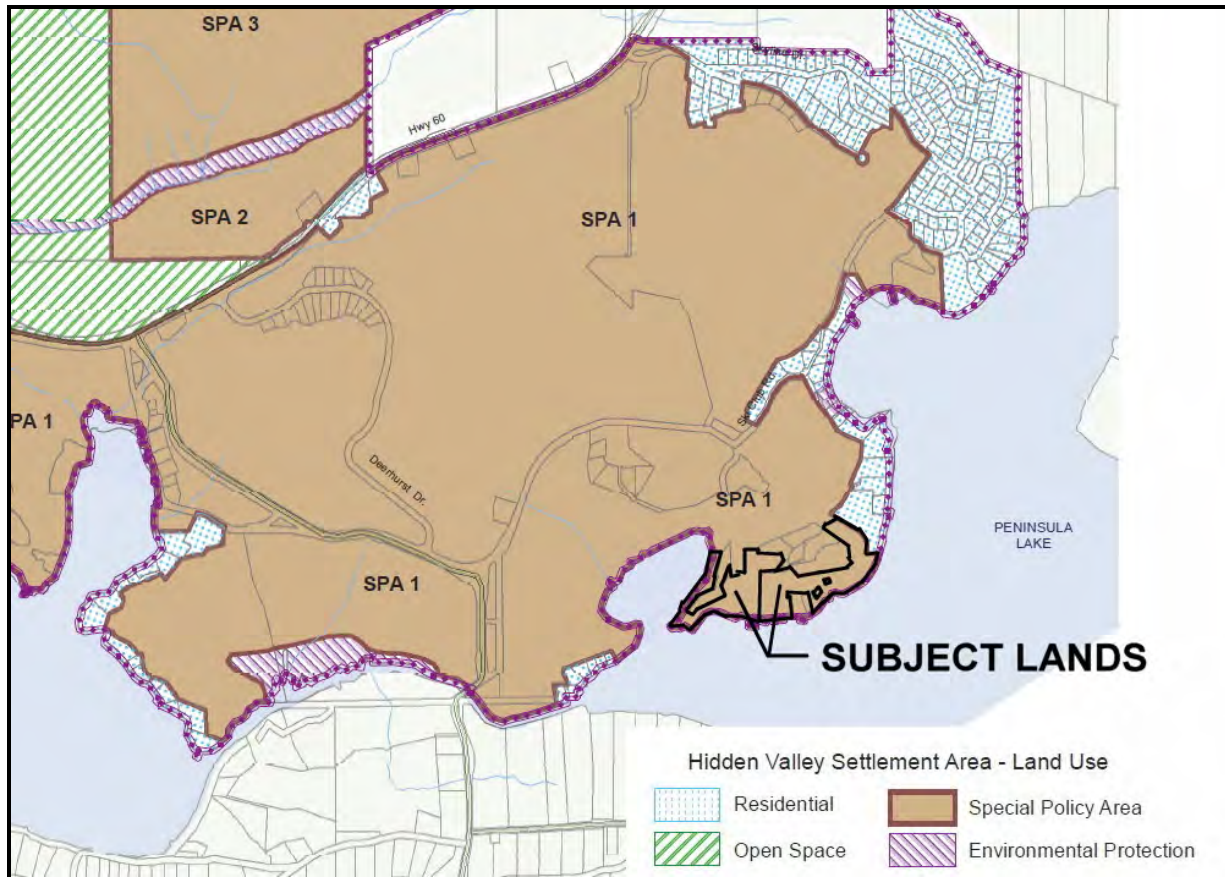 SPA 3
Hwy 60
SPA 2
SPA 1
PA 1
Deerhurst Dr.
SPA 1
SPA 1
PENINSULA
LAKE
SUBJECT LANDS
Hidden Valley Settlement Area - Land Use
Residential
Special Policy Area
Open Space
Environmental Protection